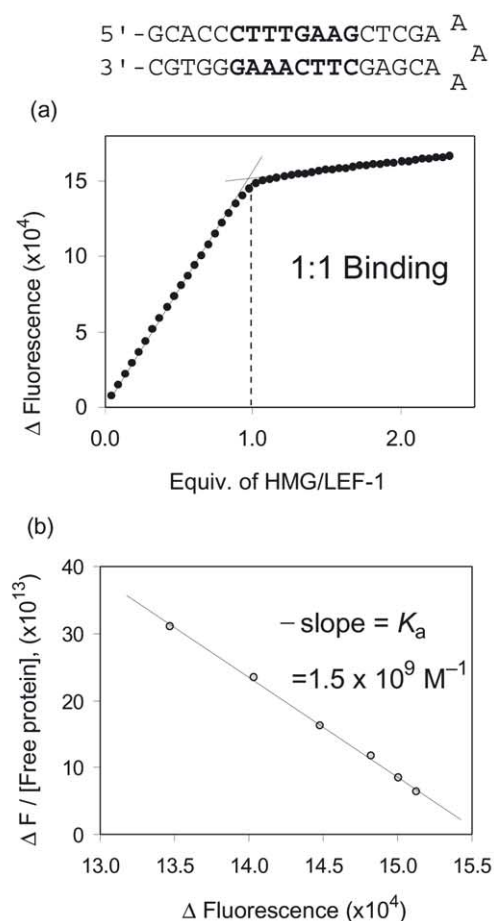 5'-GCACCCTTTGAAGCTCGA A
A
3'-CGTGGGAAACTTCGAGCA A
(a)
15
10
5
0
0.0 1.0 2.0
Δ Fluorescence (x10⁴)
1:1 Binding
Equiv. of HMG/LEF-1
(b)
40
30
20
10
0
13.0 13.5 14.0 14.5 15.0 15.5
Δ F / [Free protein], (x10¹³)
– slope = Kₐ
=1.5 x 10⁹ M⁻¹
Δ Fluorescence (x10⁴)